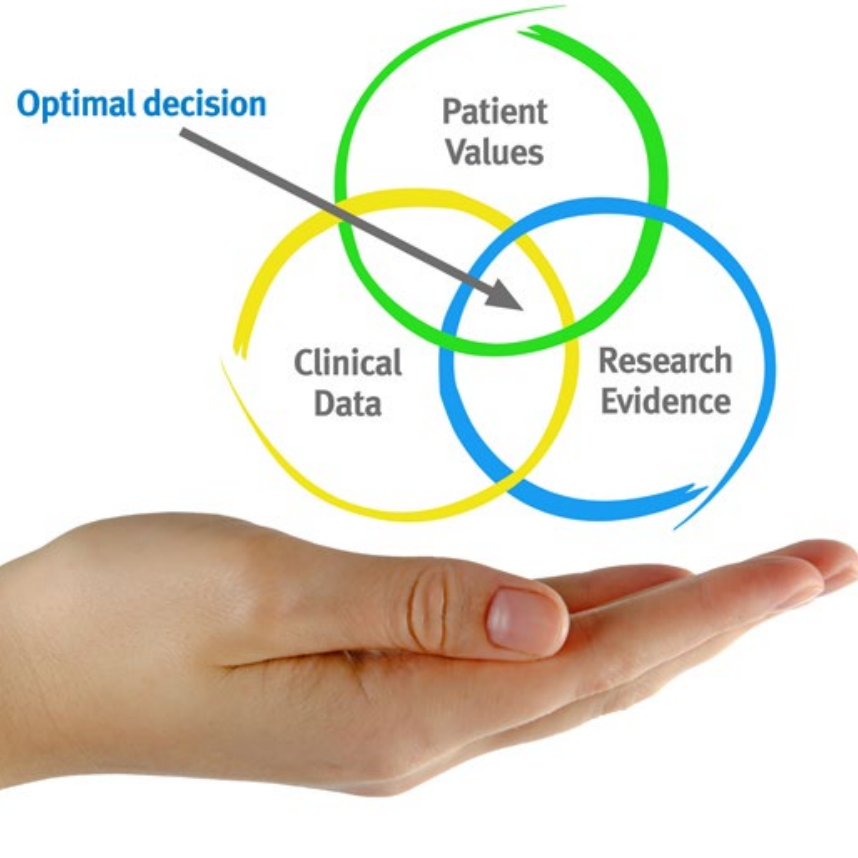 Optimal decision
Patient
Values
Clinical
Data
Research
Evidence